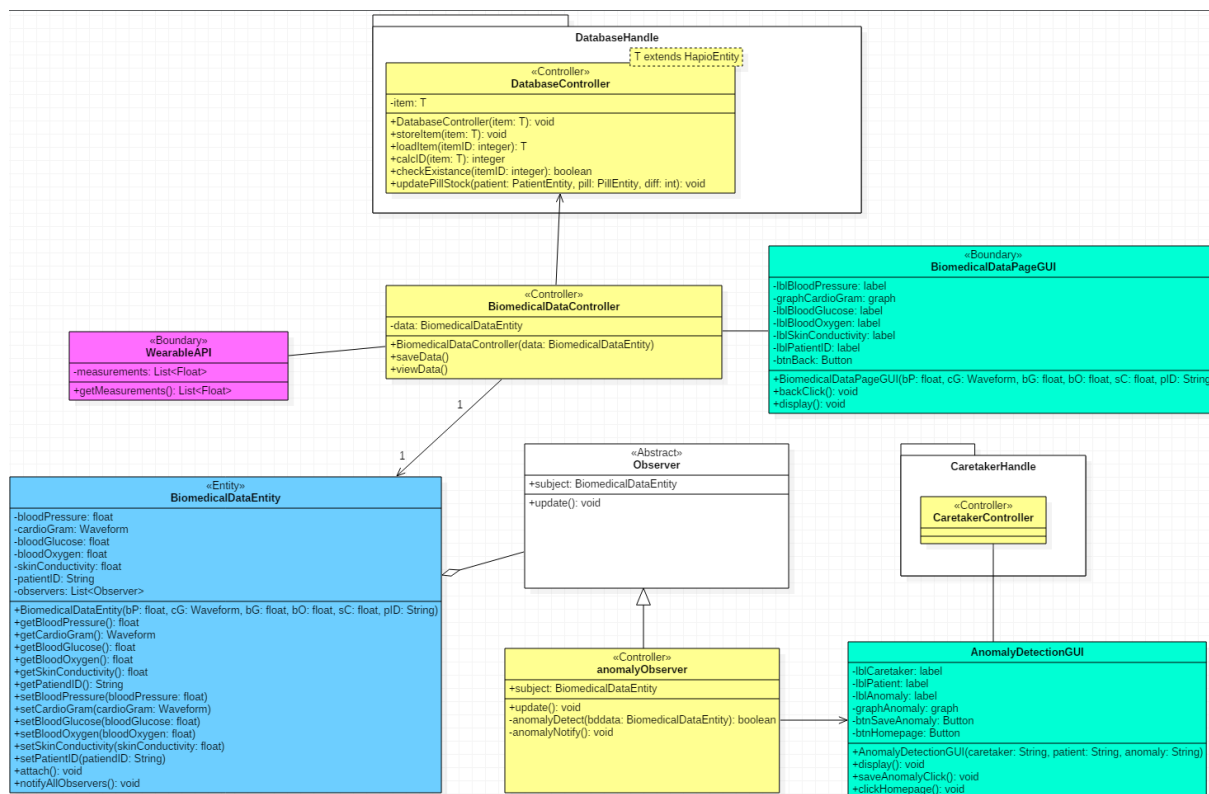 DatabaseHandle
T extends HapioEntity
«Controller»
DatabaseController
-item: T
+DatabaseController(item: T): void
+storeItem(item: T): void
+loadItem(itemID: integer): T
+calcID(item: T): integer
+checkExistance(itemID: integer): boolean
+updatePillStock(patient: PatientEntity, pill: PillEntity, diff: int): void
«Boundary»
BiomedicalDataPageGUI
-lblBloodPressure: label
-graphCardioGram: graph
-lblBloodGlucose: label
-lblBloodOxygen: label
-lblSkinConductivity: label
-lblPatientID: label
-btnBack: Button
+BiomedicalDataPageGUI(bP: float, cG: Waveform, bG: float, bO: float, sC: float, pID: String
+backClick(): void
+display(): void
«Controller»
BiomedicalDataController
-data: BiomedicalDataEntity
+BiomedicalDataController(data: BiomedicalDataEntity)
+saveData()
+viewData()
«Boundary»
WearableAPI
-measurements: List<Float>
+getMeasurements(): List<Float>
1
1
«Entity»
BiomedicalDataEntity
-bloodPressure: float
-cardioGram: Waveform
-bloodGlucose: float
-bloodOxygen: float
-skinConductivity: float
-patientID: String
-observers: List<Observer>
+BiomedicalDataEntity(bP: float, cG: Waveform, bG: float, bO: float, sC: float, pID: String)
+getBloodPressure(): float
+getCardioGram(): Waveform
+getBloodGlucose(): float
+getBloodOxygen(): float
+getSkinConductivity(): float
+getPatiendID(): String
+setBloodPressure(bloodPressure: float)
+setCardioGram(cardioGram: Waveform)
+setBloodGlucose(bloodGlucose: float)
+setBloodOxygen(bloodOxygen: float)
+setSkinConductivity(skinConductivity: float)
+setPatientID(patiendID: String)
+attach(): void
+notifyAllObservers(): void
«Abstract»
Observer
+subject: BiomedicalDataEntity
+update(): void
CaretakerHandle
«Controller»
CaretakerController
«Controller»
anomalyObserver
+subject: BiomedicalDataEntity
+update(): void
-anomalyDetect(bddata: BiomedicalDataEntity): boolean
-anomalyNotify(): void
AnomalyDetectionGUI
-lblCaretaker: label
-lblPatient: label
-lblAnomaly: label
-graphAnomaly: graph
-btnSaveAnomaly: Button
-btnHomepage: Button
+AnomalyDetectionGUI(caretaker: String, patient: String, anomaly: String)
+display(): void
+saveAnomalyClick(): void
+clickHomepage(): void